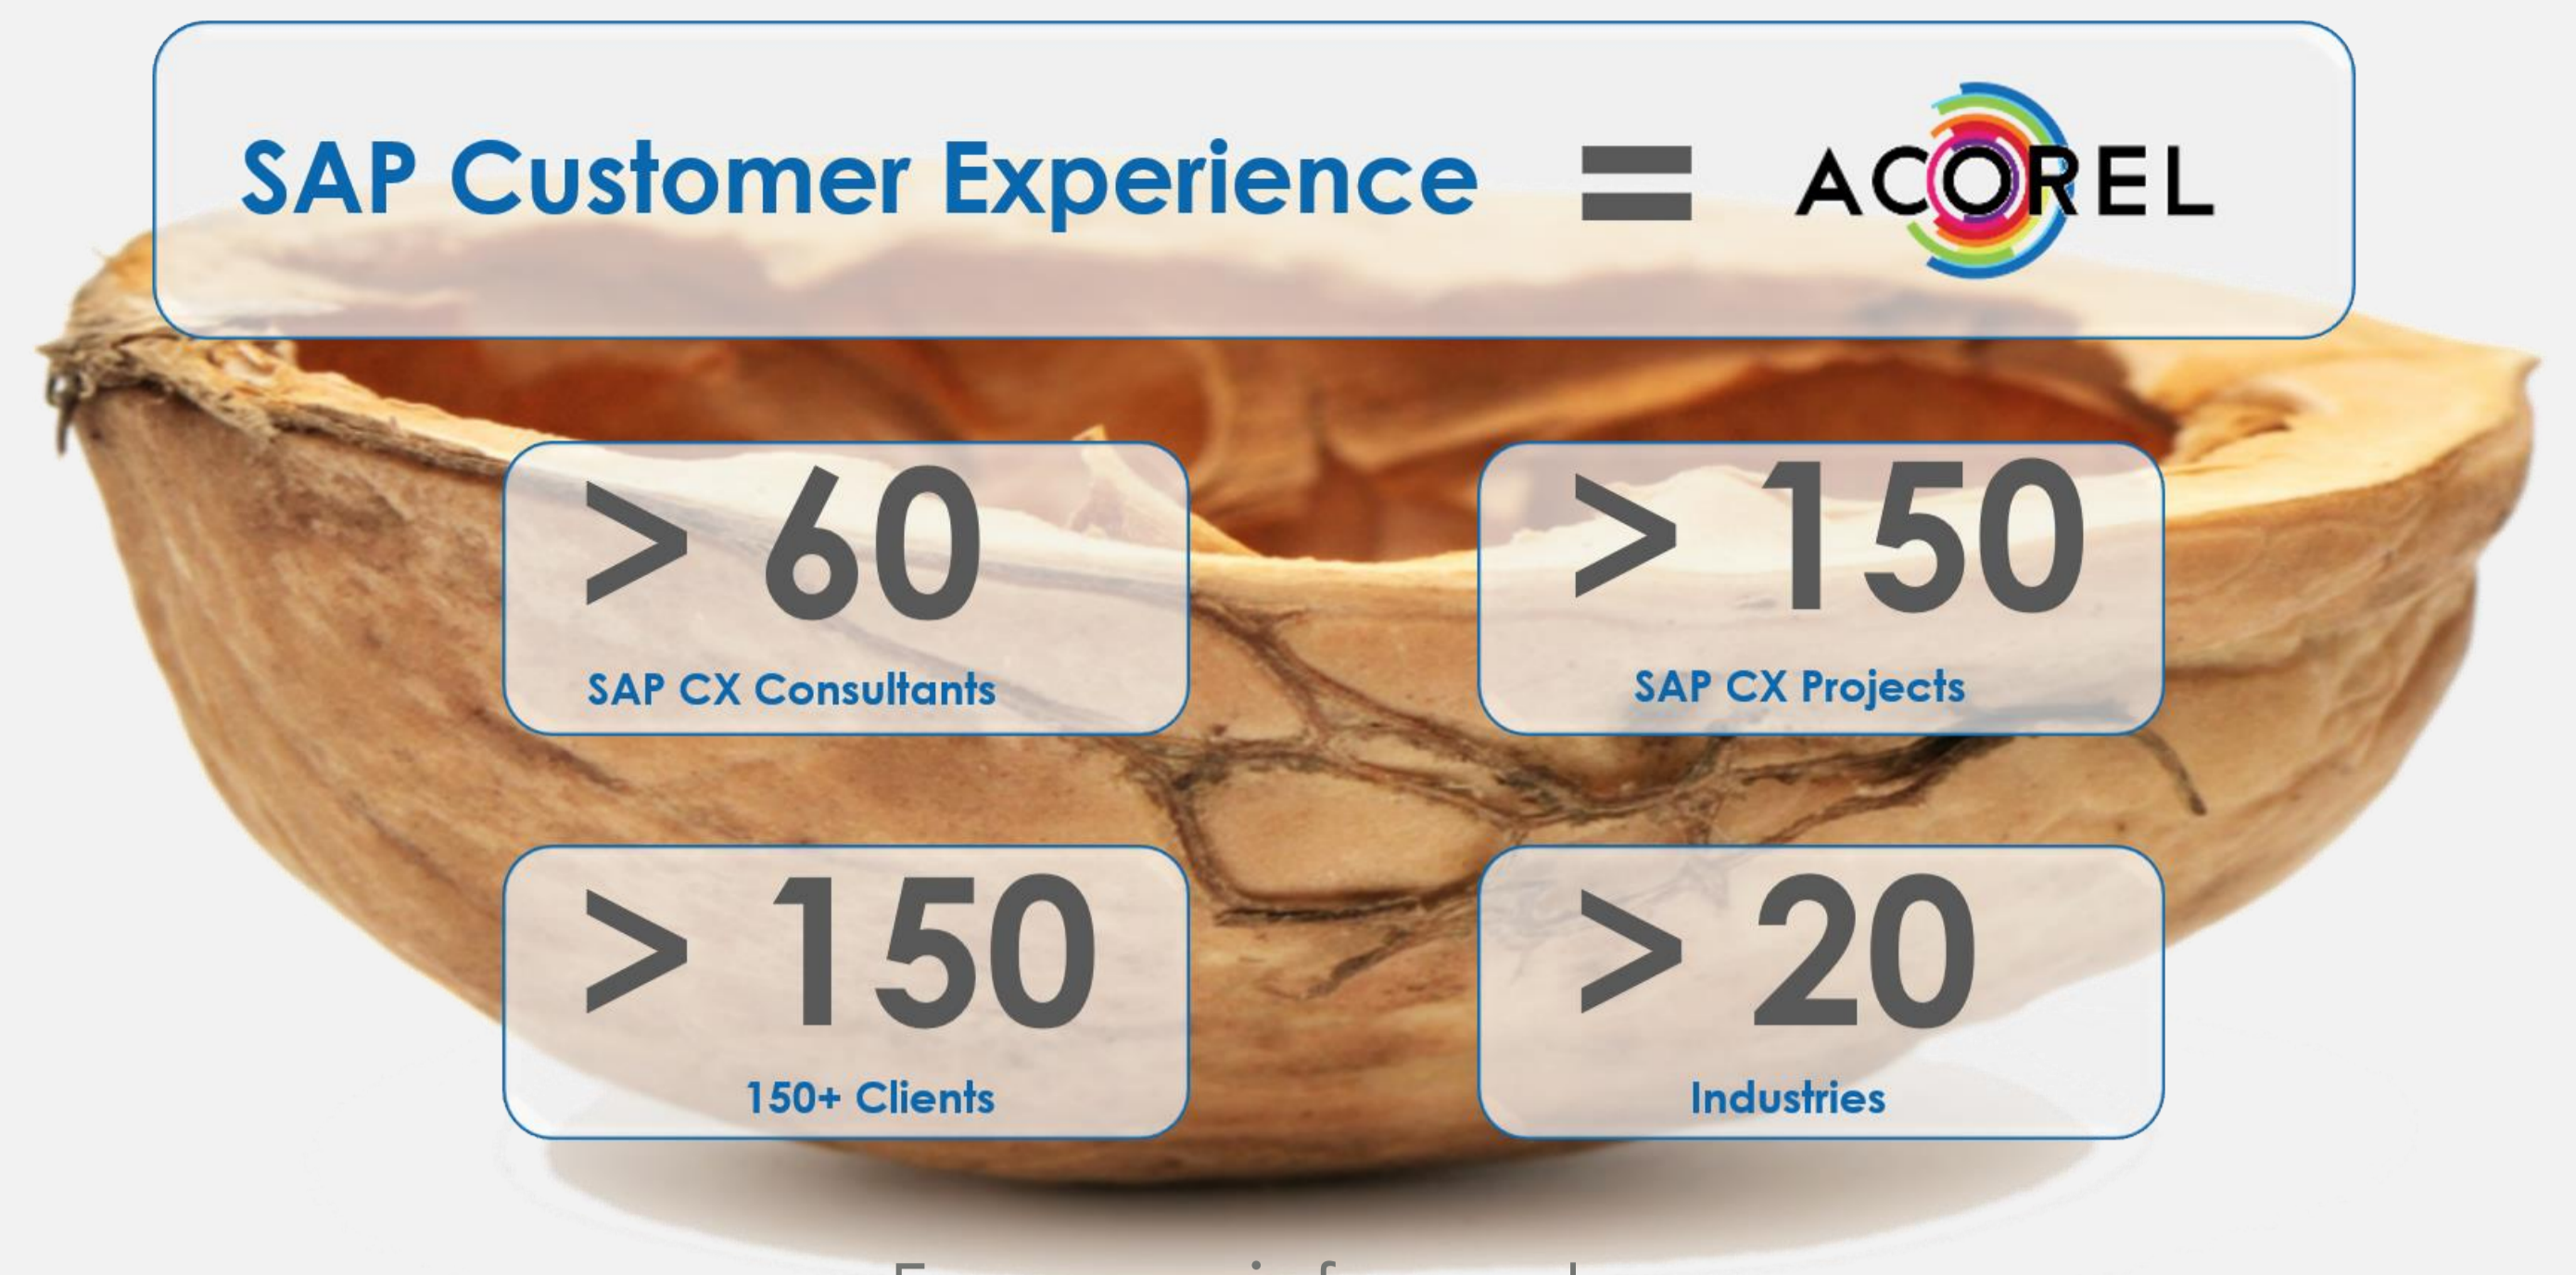 SAP Customer Experience = ACOREL
> 60
SAP CX Consultants
> 150
SAP CX Projects
> 150
150+ Clients
> 20
Industries